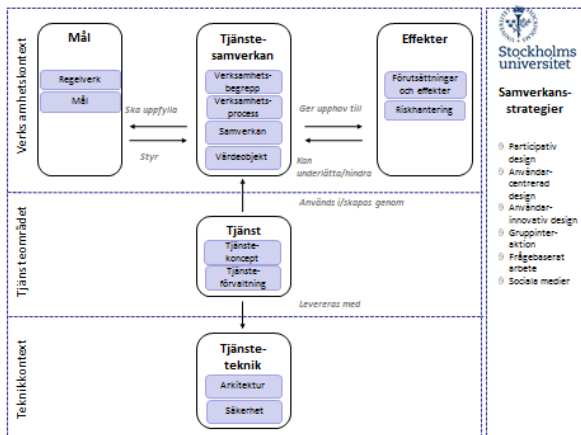 Verksamhetskontext
Mål
Regelverk
Mål
Ska uppfylla
Styr
Tjänste-
samverkan
Verksamhets-
begrepp
Verksamhets-
process
Samverkan
Värdeobjekt
Ger upphov till
Kan
underlätta/hindra
Effekter
Förutsättningar
och effekter
Riskhantering
Används i/skapas genom
Tjänsteområdet
Tjänst
Tjänste-
koncept
Tjänste-
förvaltning
Levereras med
Teknikkontext
Tjänste-
teknik
Arkitektur
Säkerhet
Stockholms
universitet
Samverkans-
strategier
Participativ
design
Användar-
centrerad
design
Användar-
innovativ design
Gruppinter-
aktion
Frågebaserat
arbete
Sociala medier